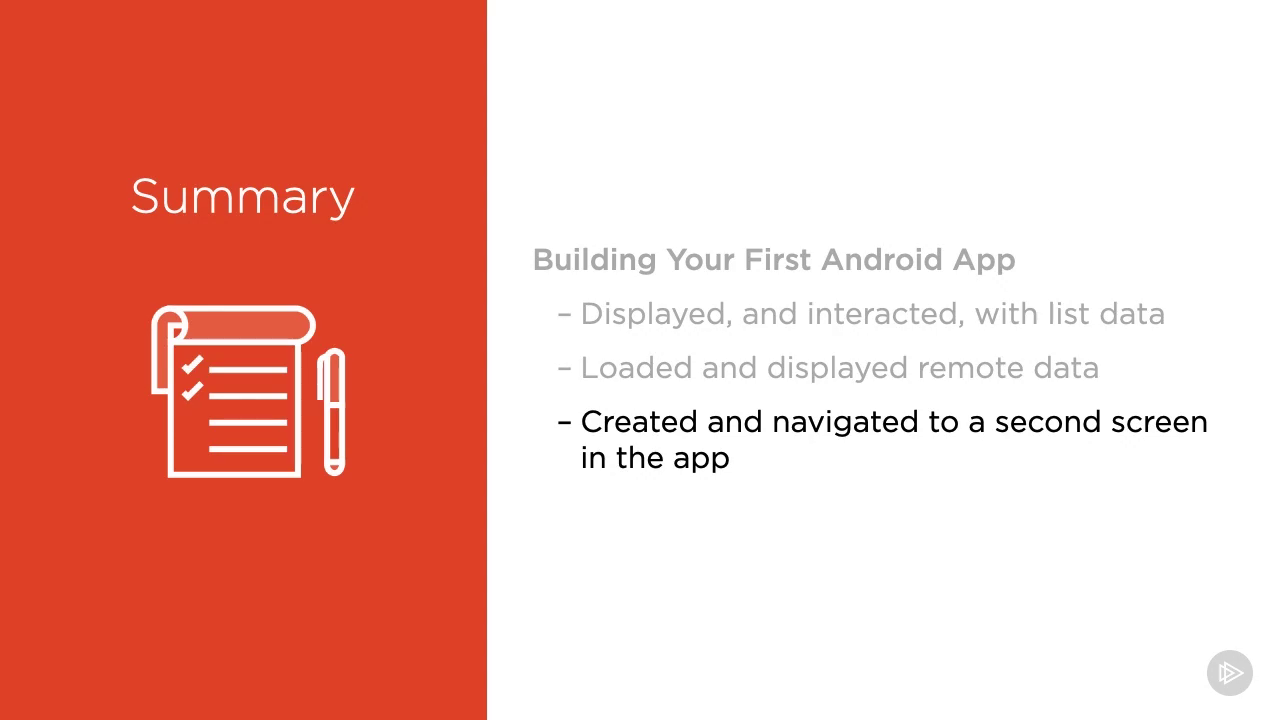 Summary
Building Your First Android App
– Displayed, and interacted, with list data
– Loaded and displayed remote data
– Created and navigated to a second screen
in the app